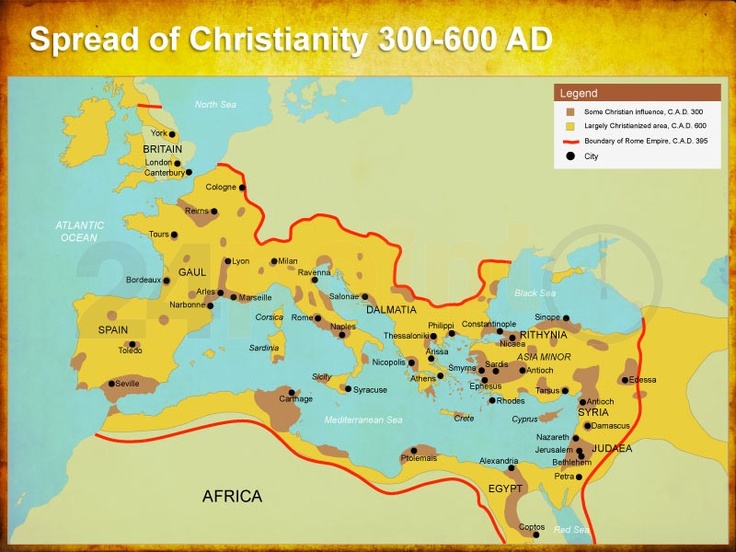 Spread of Christianity 300-600 AD
Legend
Some Christian influence, C.A.D. 300
Largely Christianized area, C.A.D. 600
Boundary of Rome Empire, C.A.D. 395
City
North Sea
York
BRITAIN
London
Canterbury
Cologne
Reirns
ATLANTIC
OCEAN
Tours
GAUL
Lyon
Milan
Ravenna
Bordeaux
Arles
Marseille
Narbonne
Salonae
DALMATIA
Black Sea
Corsica
Rome
Naples
Sardinia
SPAIN
Toledo
Seville
Sicily
Syracuse
Carthage
Mediterranean Sea
Thessaloniki
Philipi
Constantinople
Sinope
RITHYNIA
Nicaea
Arissa
ASIA MINOR
Nicopolis
Smyrna
Sardis
Antioch
Athens
Ephesus
Tarsus
Edessa
Rhodes
Crete
Cyprus
Antioch
SYRIA
Damascus
Nazareth
Jerusalem
JUDAEA
Bethlehem
Petra
Ptolemais
Alexandria
EGYPT
AFRICA
Coptos
Red Sea